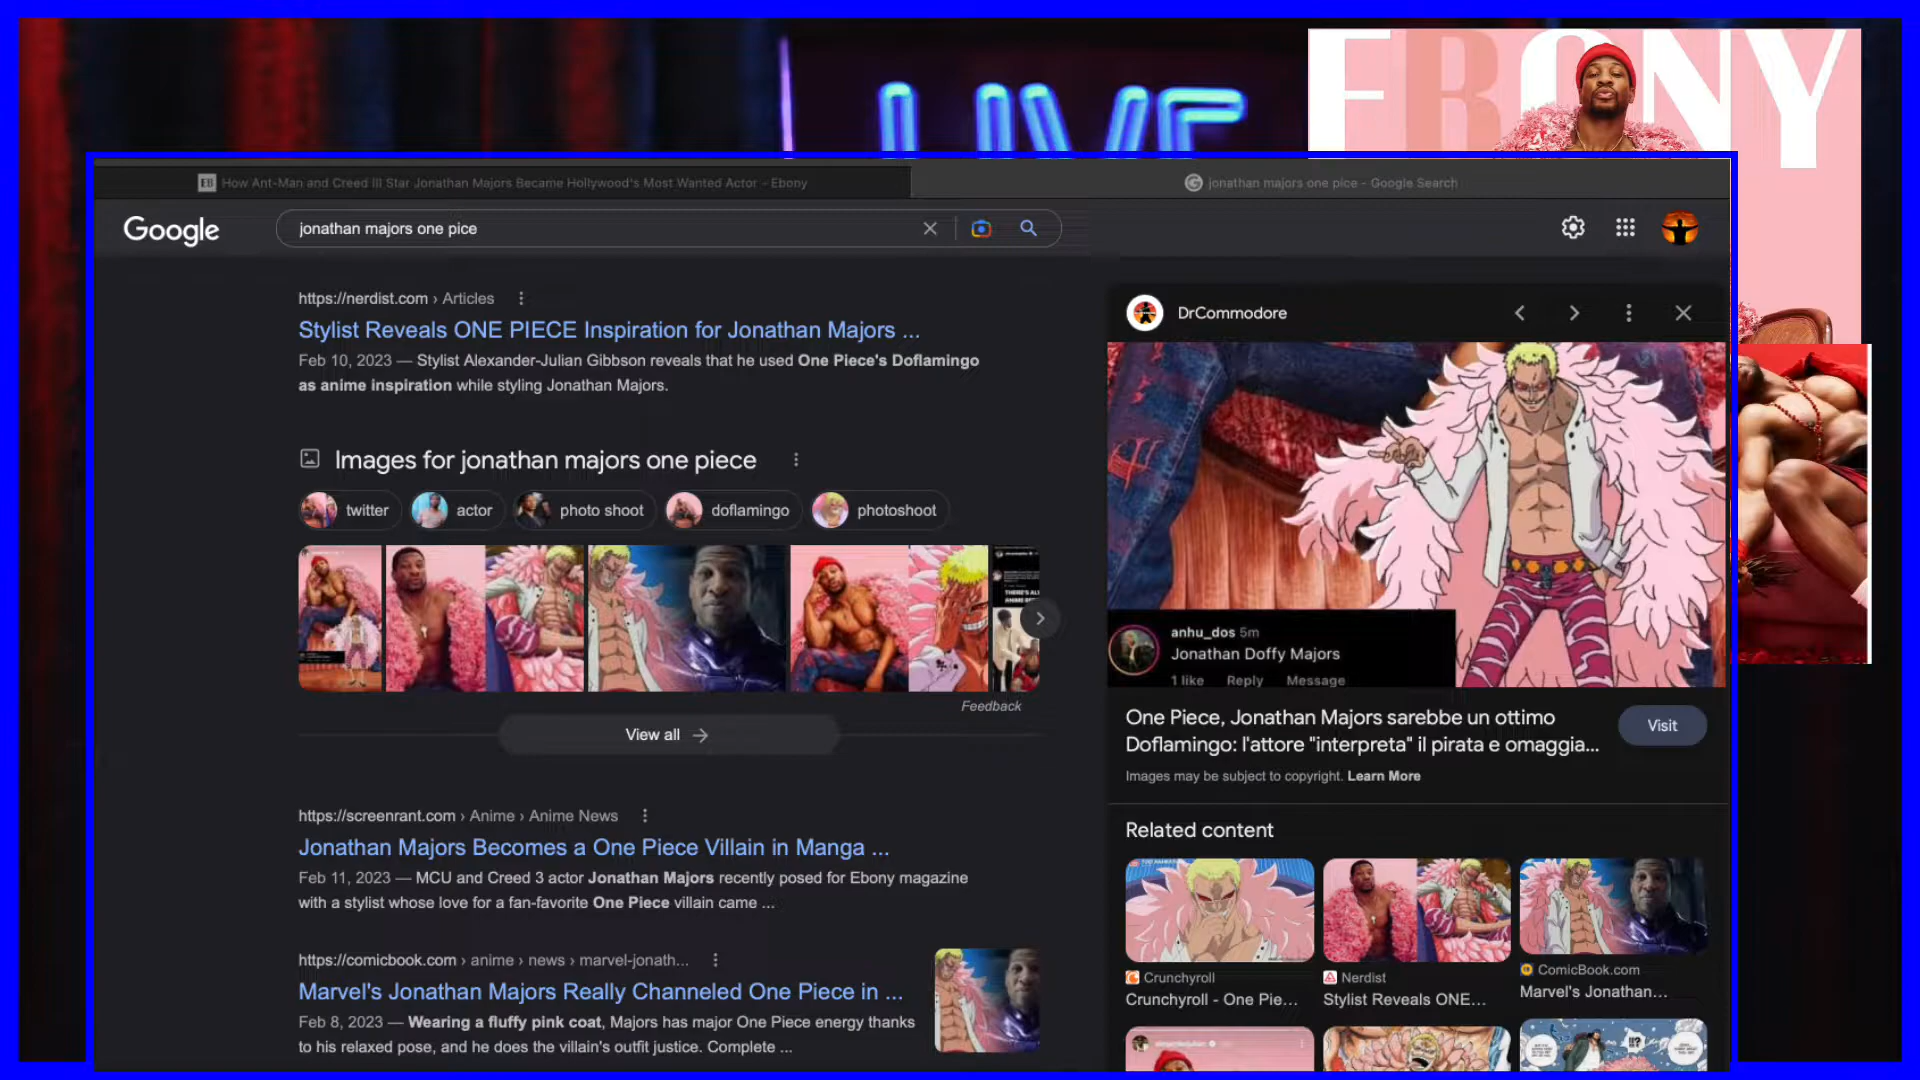 LIVE
EBONY
EB How Ant-Man and Creed III Star Jonathan Majors Became Hollywood's Most Wanted Actor - Ebony
G jonathan majors one pice - Google Search
Google
jonathan majors one pice
https://nerdist.com › Articles
Stylist Reveals ONE PIECE Inspiration for Jonathan Majors ...
Feb 10, 2023 — Stylist Alexander-Julian Gibbson reveals that he used One Piece's Doflamingo
as anime inspiration while styling Jonathan Majors.
Images for jonathan majors one piece
twitter
actor
photo shoot
doflamingo
photoshoot
Feedback
View all
https://screenrant.com › Anime › Anime News
Jonathan Majors Becomes a One Piece Villain in Manga ...
Feb 11, 2023 — MCU and Creed 3 actor Jonathan Majors recently posed for Ebony magazine
with a stylist whose love for a fan-favorite One Piece villain came ...
https://comicbook.com › anime › news › marvel-jonath...
Marvel's Jonathan Majors Really Channeled One Piece in ...
Feb 8, 2023 — Wearing a fluffy pink coat, Majors has major One Piece energy thanks
to his relaxed pose, and he does the villain's outfit justice. Complete ...
DrCommodore
anhu_dos 5m
Jonathan Doffy Majors
1 like Reply Message
One Piece, Jonathan Majors sarebbe un ottimo
Doflamingo: l'attore "interpreta" il pirata e omaggia...
Visit
Images may be subject to copyright. Learn More
Related content
Crunchyroll
Crunchyroll - One Pie...
Nerdist
Stylist Reveals ONE...
ComicBook.com
Marvel's Jonathan...